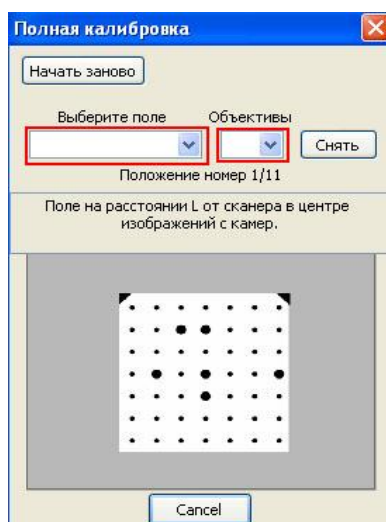 Полная калибровка
Начать заново
Выберите поле Объективы
Снять
Положение номер 1/11
Поле на расстоянии L от сканера в центре
изображений с камер.
Cancel